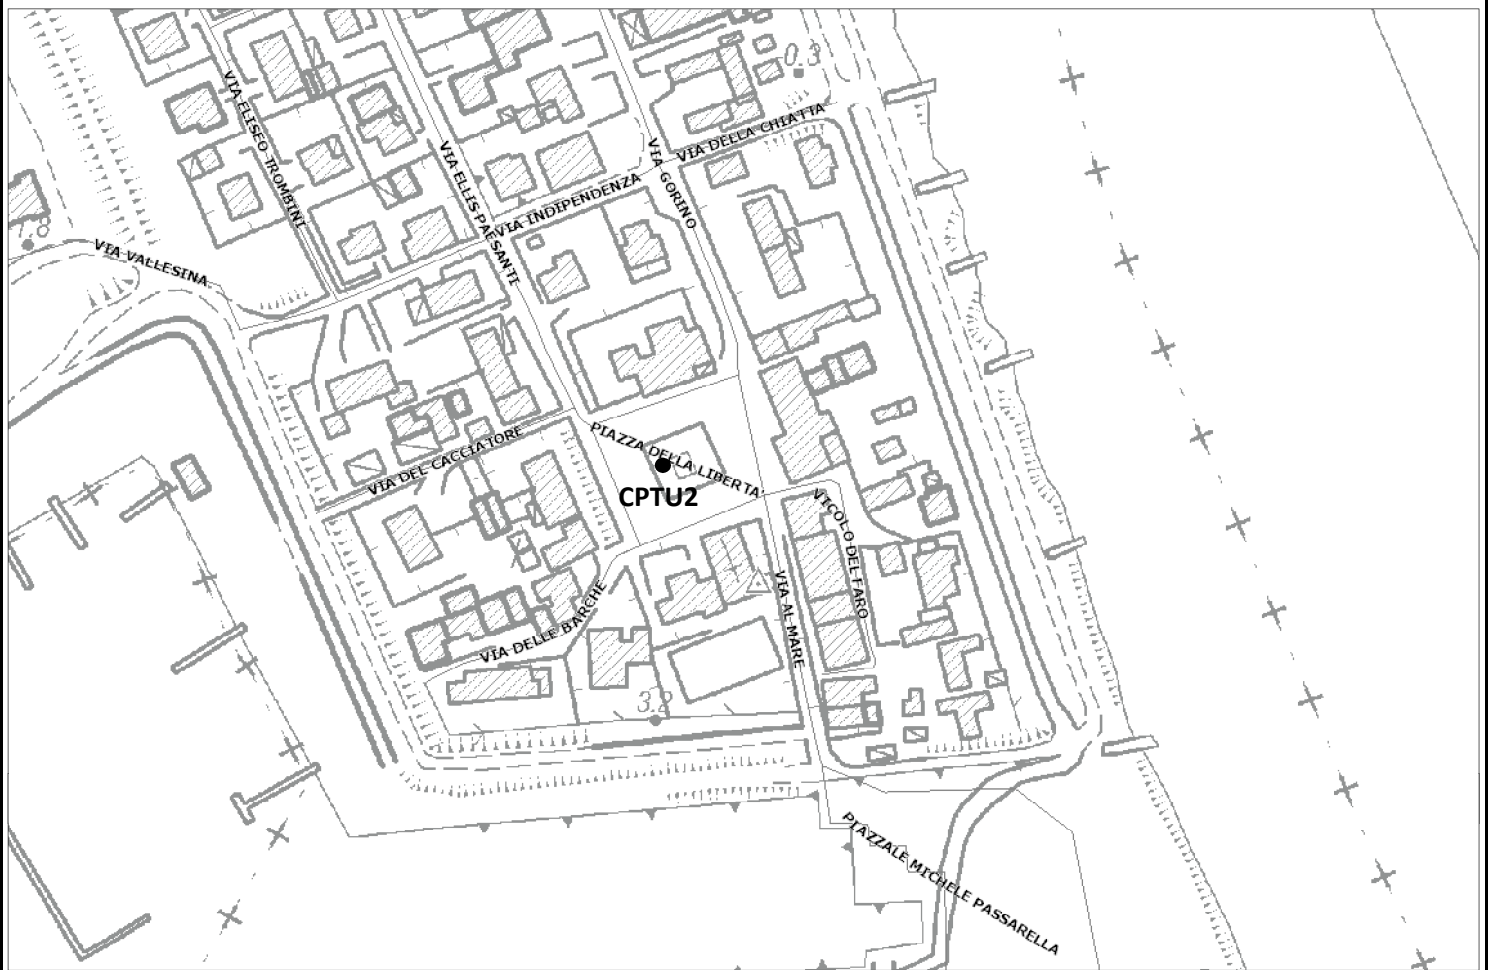 0.3
VIA ELISEO TROMBINI
VIA ELLIS PAESANTI
VIA DELLA CHIATTA
VIA GORINO
VIA INDIPENDENZA
VIA VALLESINA
PIAZZA DELLA LIBERTA'
CPTU2
VIA DEL CACCIATORE
VICOLO DEL FARO
VIA AL MARE
VIA DELLE BARCHE
3.2
PIAZZALE MICHELE PASSARELLA